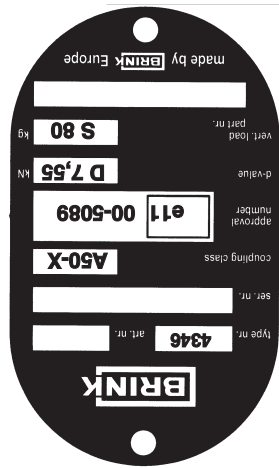 BRINK
type nr. 4346 art. nr.
ser. nr.
coupling class A50-X
approval
number e11 00-5089
d-value D 7,55 kN
vert. load S 80 kg
part nr.
made by BRINK Europe